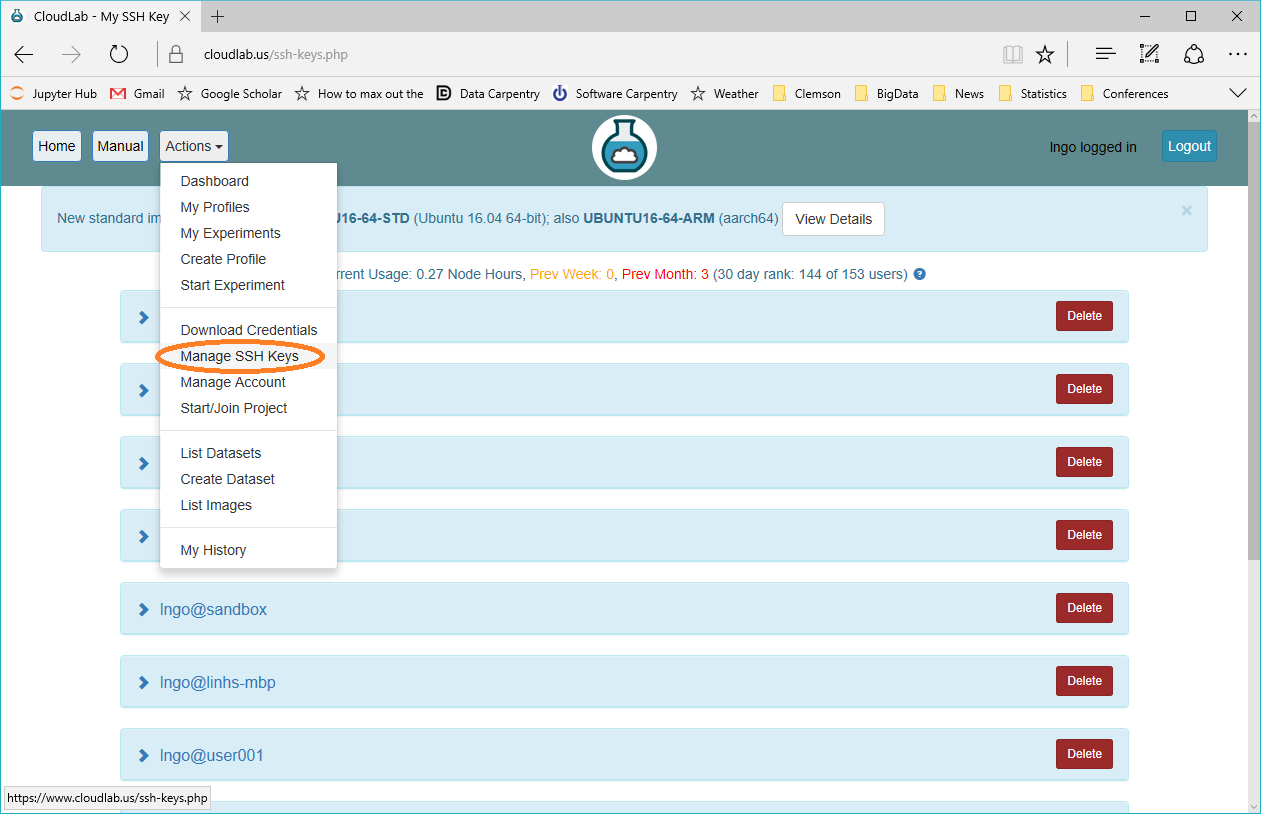 CloudLab - My SSH Key
cloudlab.us/ssh-keys.php
Jupyter Hub Gmail Google Scholar How to max out the Data Carpentry Software Carpentry Weather Clemson BigData News Statistics Conferences
Home Manual Actions lngo logged in Logout
Dashboard
My Profiles
My Experiments
Create Profile
Start Experiment
Download Credentials
Manage SSH Keys
Manage Account
Start/Join Project
List Datasets
Create Dataset
List Images
My History
New standard im 16-64-STD (Ubuntu 16.04 64-bit); also UBUNTU16-64-ARM (aarch64) View Details
rrent Usage: 0.27 Node Hours, Prev Week: 0, Prev Month: 3 (30 day rank: 144 of 153 users)
Delete
Delete
Delete
Delete
lngo@sandbox Delete
lngo@linhs-mbp Delete
lngo@user001 Delete
https://www.cloudlab.us/ssh-keys.php